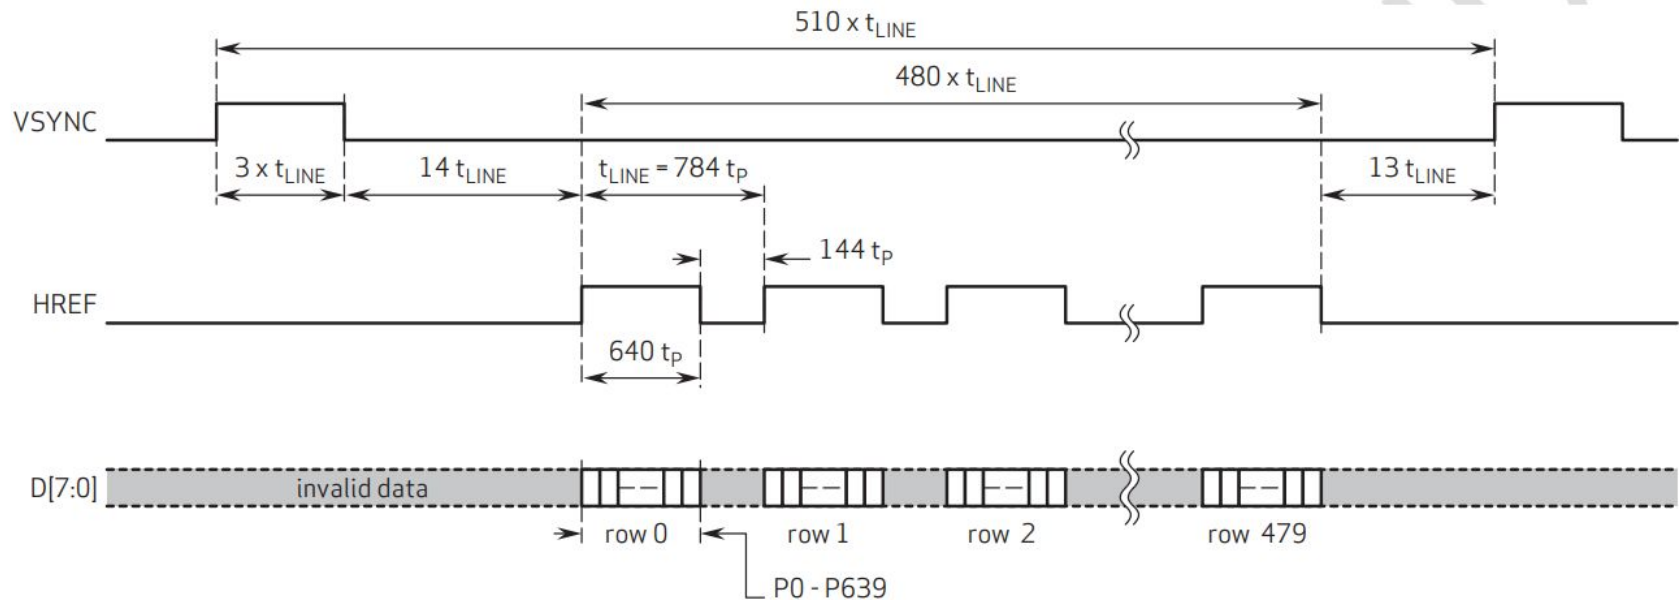 510 x tLINE
480 x tLINE
VSYNC
3 x tLINE
14 tLINE
tLINE = 784 tP
13 tLINE
144 tP
HREF
640 tP
D[7:0]
invalid data
row 0
row 1
row 2
row 479
P0 - P639